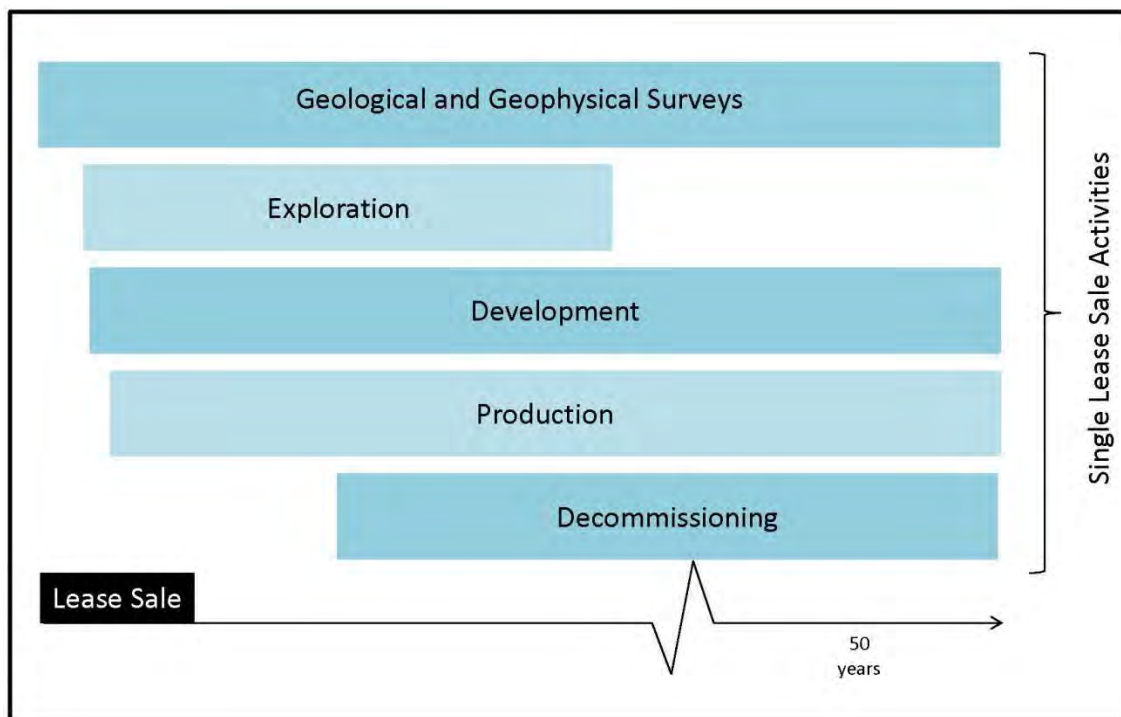 Geological and Geophysical Surveys
Exploration
Development
Production
Decommissioning
Single Lease Sale Activities
Lease Sale
50
years